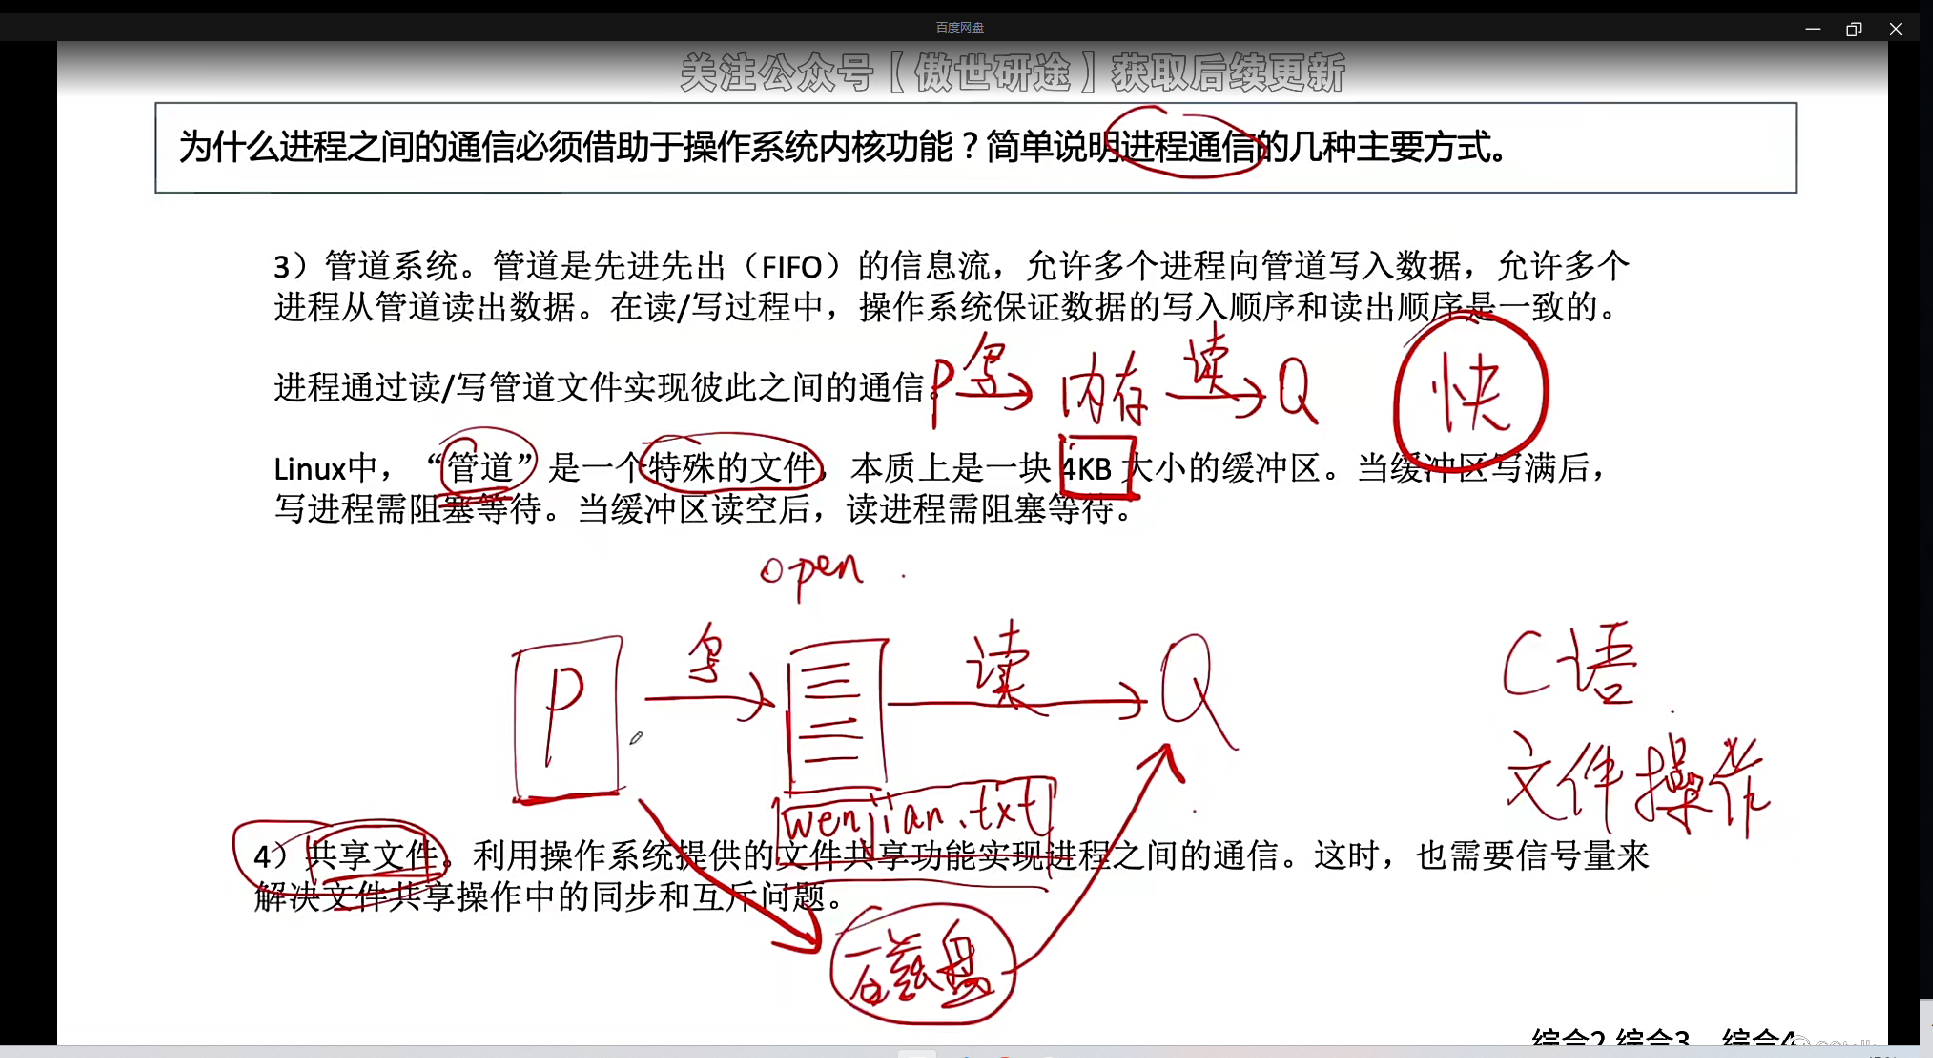 百度网盘
关注公众号【傲世研途】获取后续更新
为什么进程之间的通信必须借助于操作系统内核功能？简单说明进程通信的几种主要方式。
3）管道系统。管道是先进先出（FIFO）的信息流，允许多个进程向管道写入数据，允许多个
进程从管道读出数据。在读/写过程中，操作系统保证数据的写入顺序和读出顺序是一致的。
进程通过读/写管道文件实现彼此之间的通信。
P 写 内存 读 Q 快
Linux中，“管道”是一个特殊的文件，本质上是一块 4KB 大小的缓冲区。当缓冲区写满后，
写进程需阻塞等待。当缓冲区读空后，读进程需阻塞等待。
open
P 写 读 Q
C语
文件操作
wenjian.txt
4）共享文件。利用操作系统提供的文件共享功能实现进程之间的通信。这时，也需要信号量来
解决文件共享操作中的同步和互斥问题。
磁盘
综合2 综合3 综合4